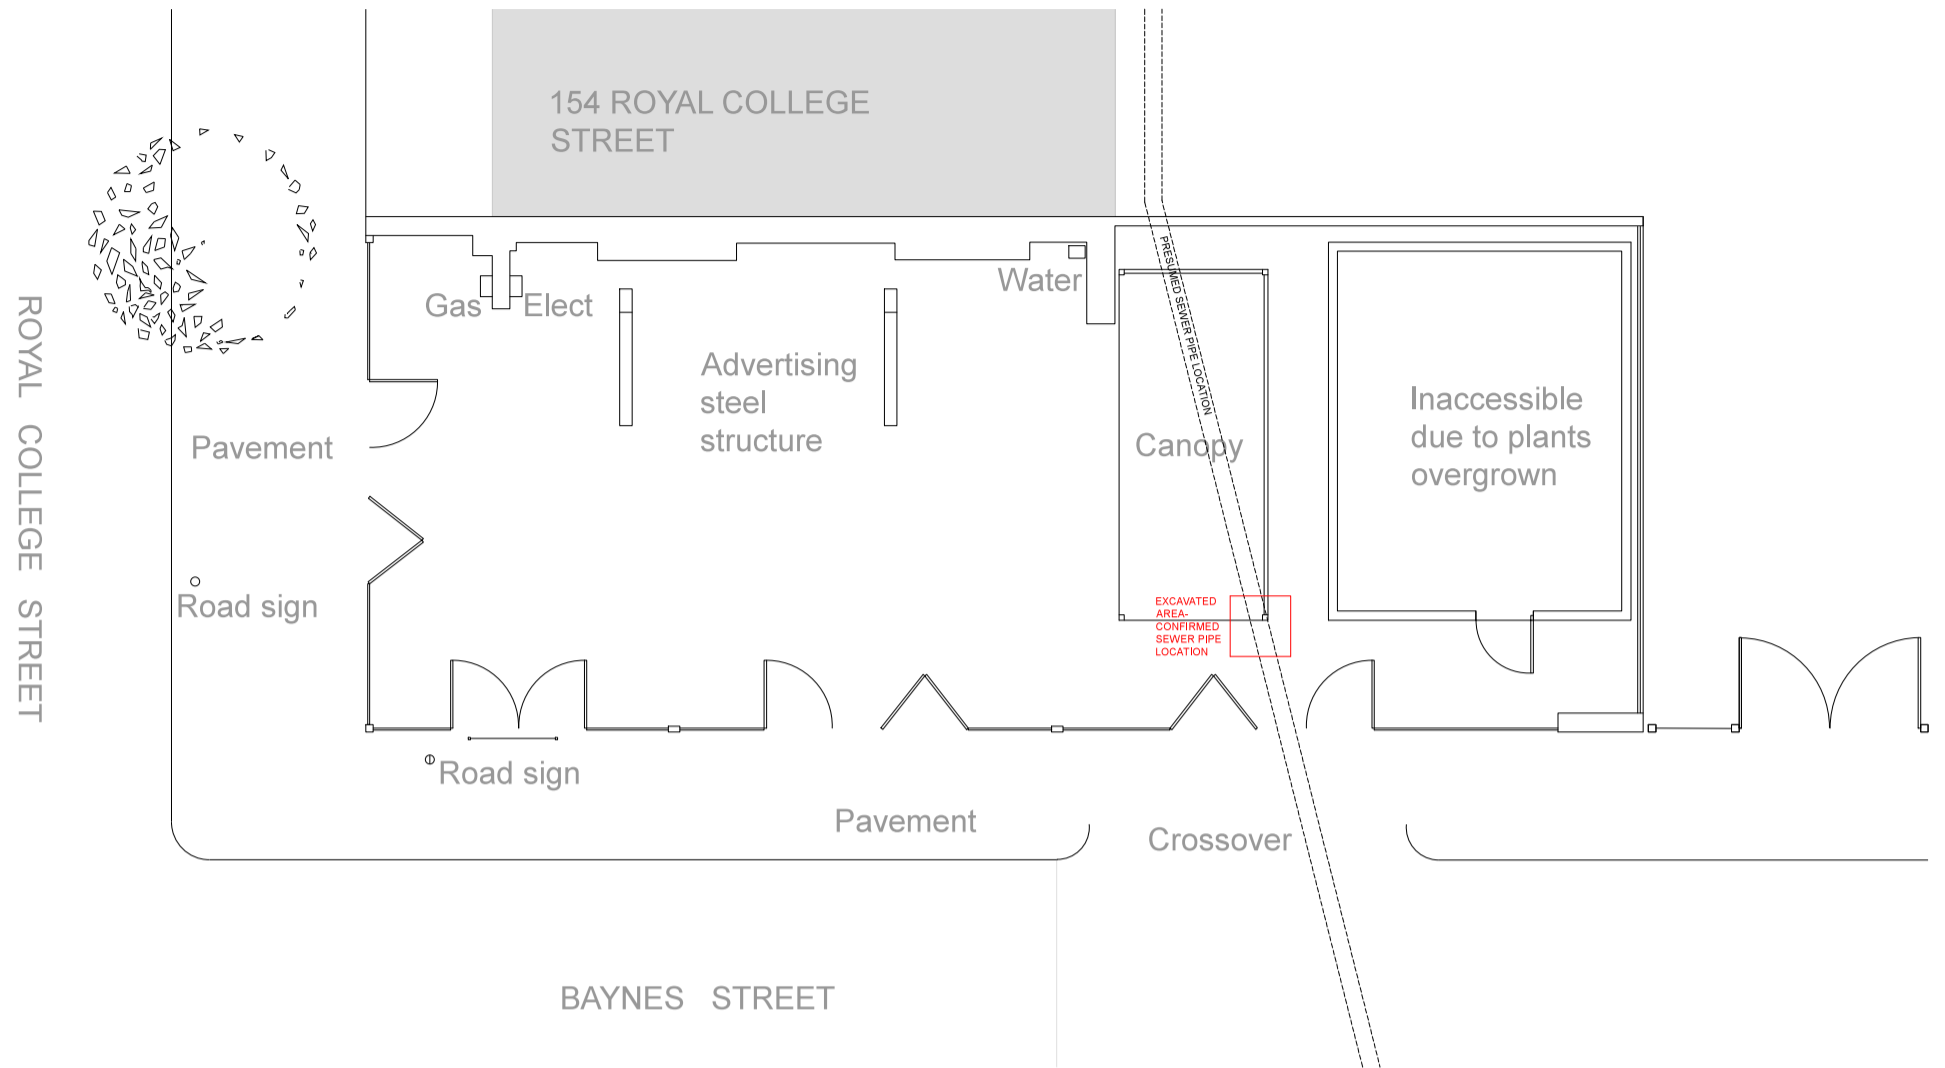 154 ROYAL COLLEGE
STREET
PRESUMED SEWER PIPE LOCATION
Water
Gas
Elect
Advertising
steel
structure
Inaccessible
due to plants
overgrown
Canopy
Pavement
ROYAL COLLEGE STREET
Road sign
EXCAVATED
AREA-
CONFIRMED
SEWER PIPE
LOCATION
Road sign
Pavement
Crossover
BAYNES STREET